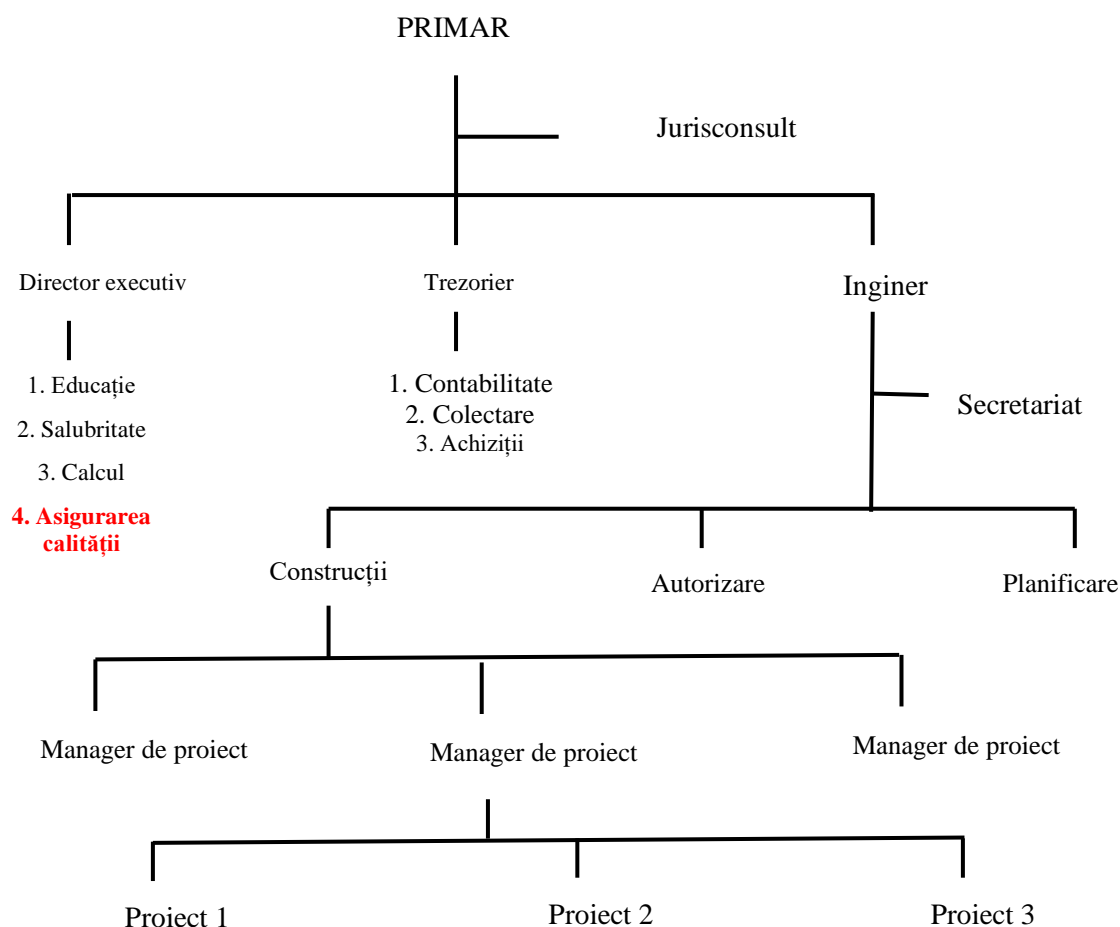 PRIMAR
Jurisconsult
Director executiv
Trezorier
Inginer
1. Educație
2. Salubritate
3. Calcul
4. Asigurarea
calității
1. Contabilitate
2. Colectare
3. Achiziții
Secretariat
Construcții
Autorizare
Planificare
Manager de proiect
Manager de proiect
Manager de proiect
Proiect 1
Proiect 2
Proiect 3